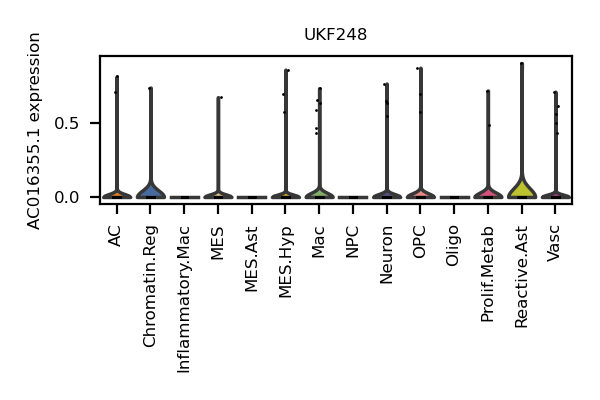 UKF248
AC016355.1 expression
0.5
0.0
AC
Chromatin.Reg
Inflammatory.Mac
MES
MES.Ast
MES.Hyp
Mac
NPC
Neuron
OPC
Oligo
Prolif.Metab
Reactive.Ast
Vasc